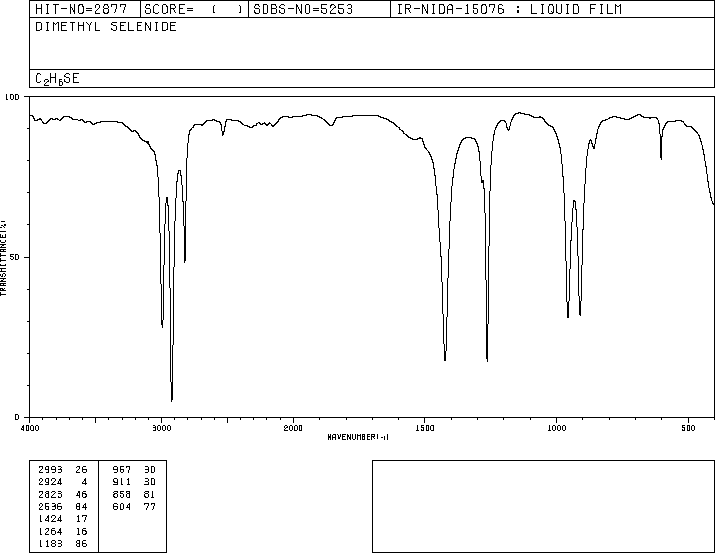 HIT-NO=2877 SCORE= ( ) SDBS-NO=5253 IR-NIDA-15076 : LIQUID FILM
DIMETHYL SELENIDE
C2H6SE
100
50
0
TRANSMITTANCE(%)
4000 3000 2000 1500 1000 500
WAVENUMBER(-1)
2993 26 957 30
2924 4 911 30
2823 46 858 81
2536 84 604 77
1424 17
1264 16
1183 86